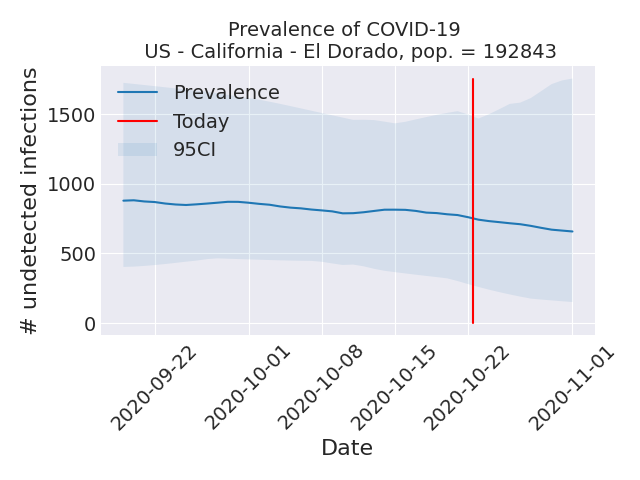 Prevalence of COVID-19
US - California - El Dorado, pop. = 192843
# undetected infections
1500
1000
500
0
Prevalence
Today
95CI
2020-09-22
2020-10-01
2020-10-08
2020-10-15
2020-10-22
2020-11-01
Date